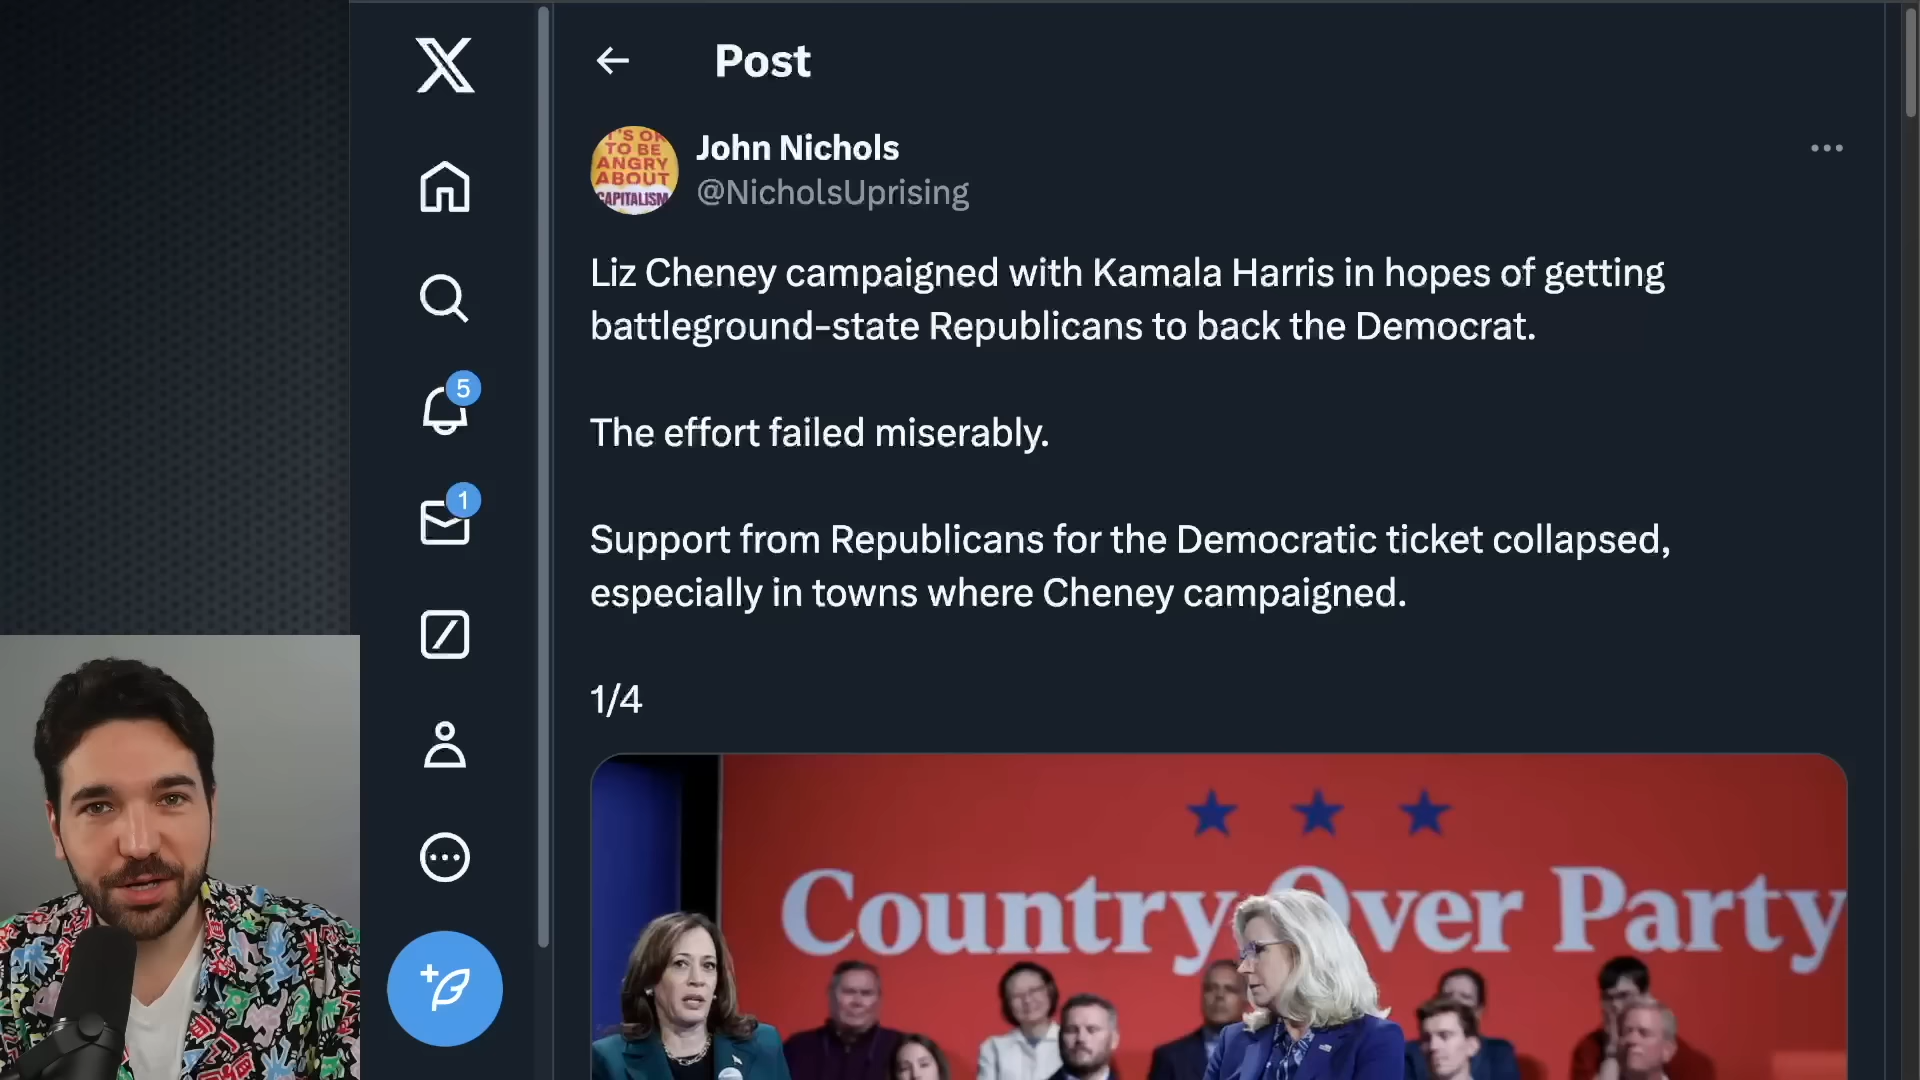 Post
IT'S OK
TO BE
ANGRY
ABOUT
CAPITALISM
John Nichols
@NicholsUprising
Liz Cheney campaigned with Kamala Harris in hopes of getting
battleground-state Republicans to back the Democrat.
The effort failed miserably.
Support from Republicans for the Democratic ticket collapsed,
especially in towns where Cheney campaigned.
1/4
5
1
Country Over Party